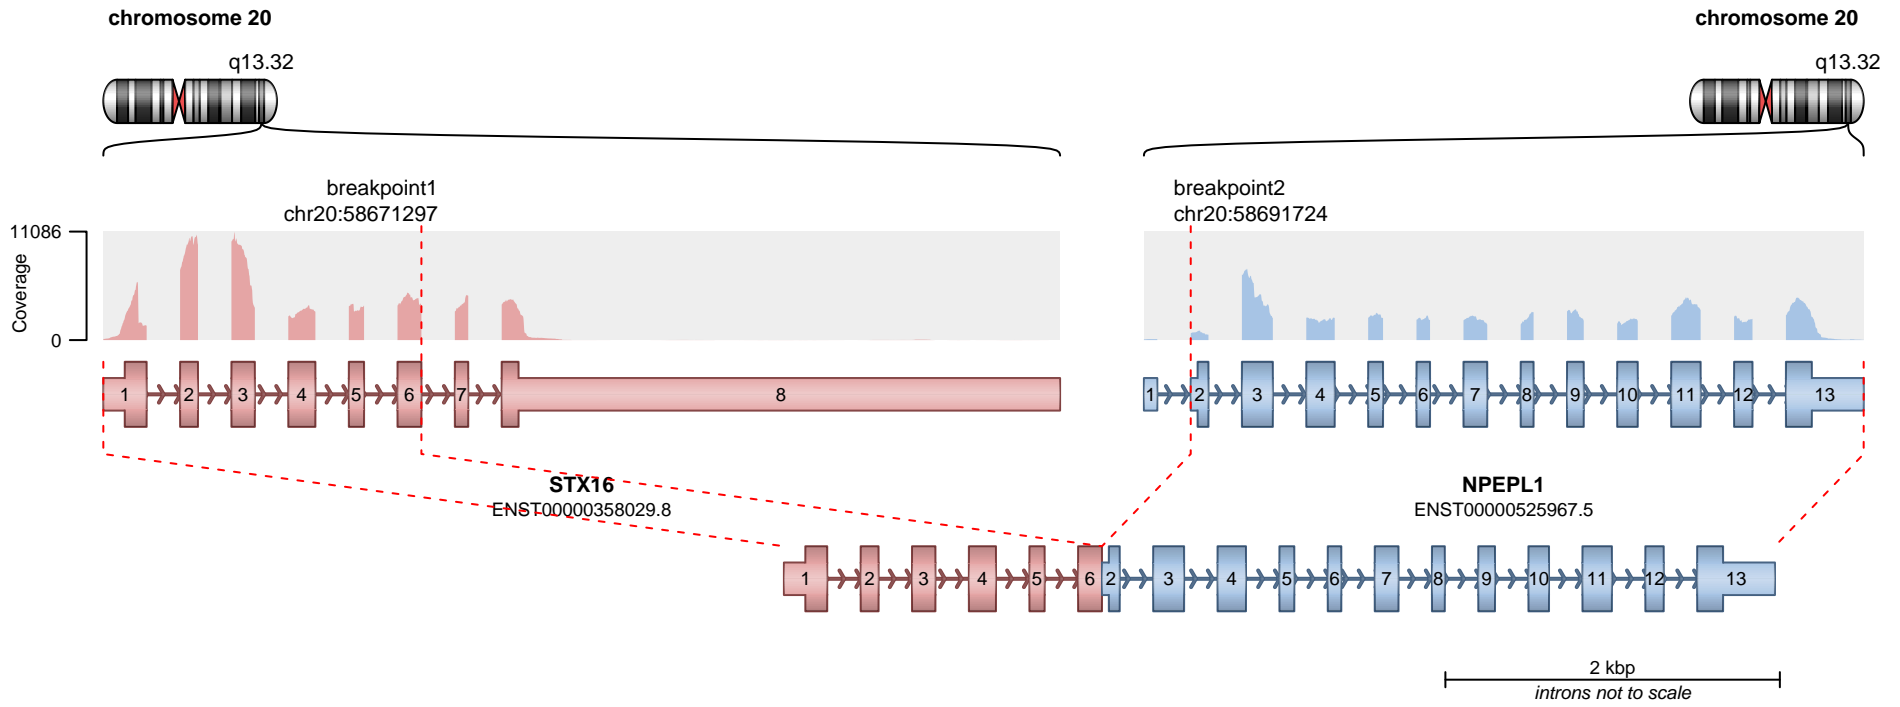 chromosome 20
chromosome 20
q13.32
q13.32
breakpoint1
chr20:58671297
breakpoint2
chr20:58691724
11086
Coverage
0
1 2 3 4 5 6 7 8
1 2 3 4 5 6 7 8 9 10 11 12 13
STX16
ENST00000358029.8
NPEPL1
ENST00000525967.5
1 2 3 4 5 6 2 3 4 5 6 7 8 9 10 11 12 13
2 kbp
introns not to scale